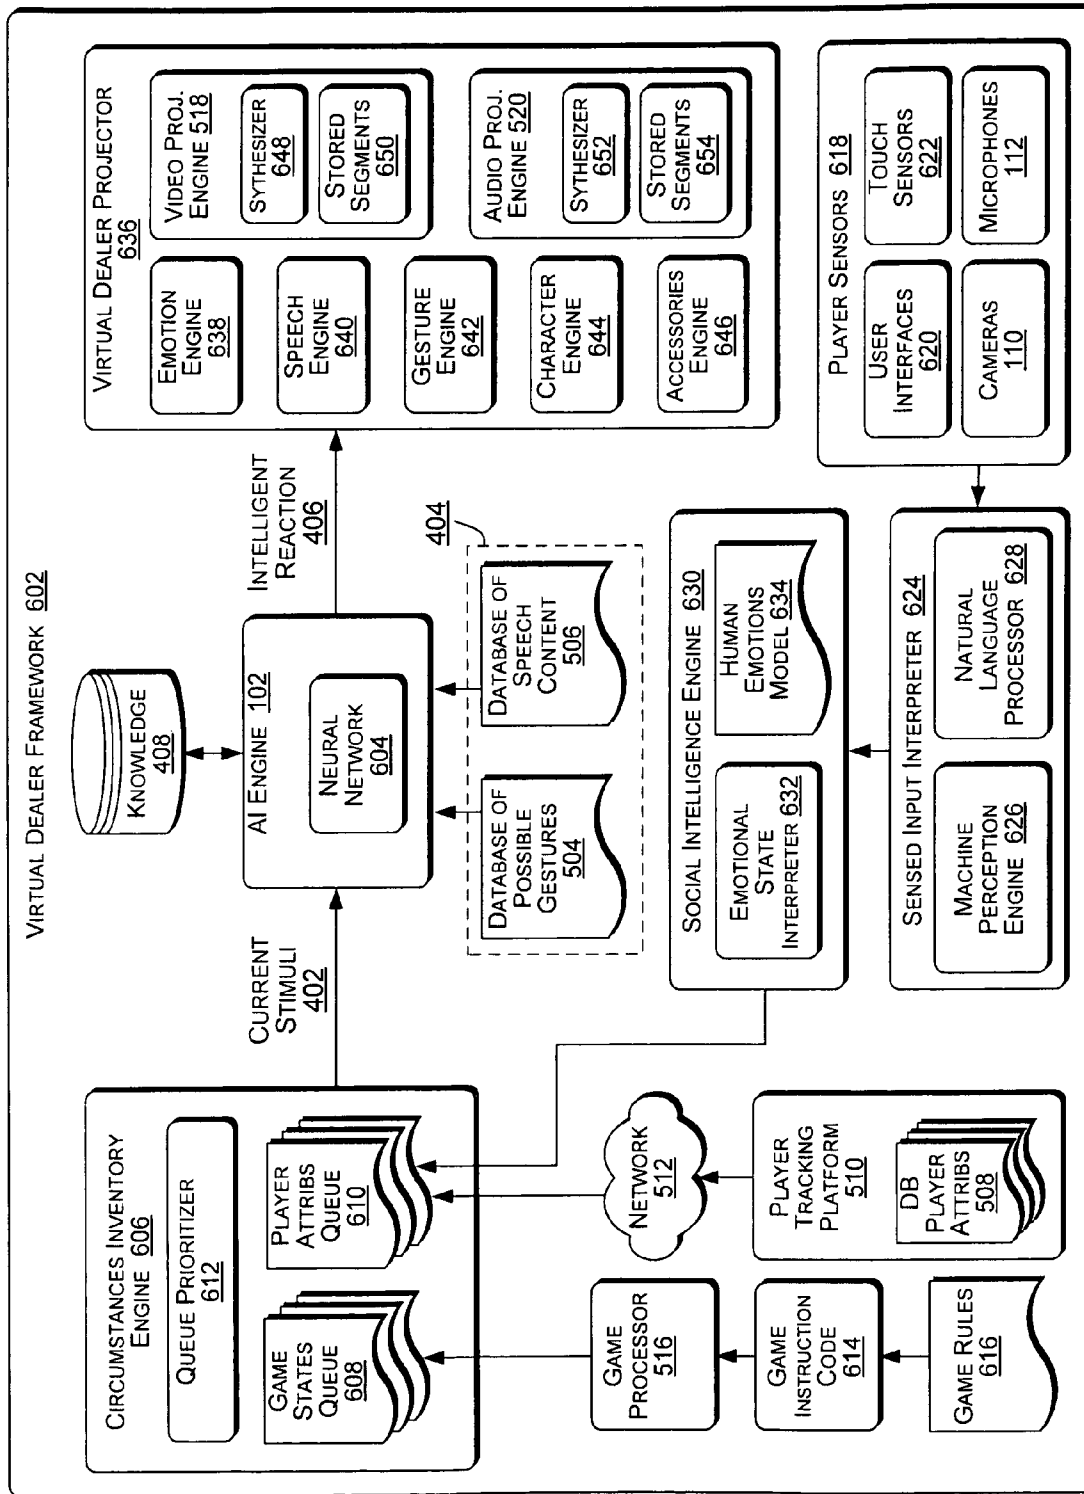 VIRTUAL DEALER FRAMEWORK 602
CIRCUMSTANCES INVENTORY
ENGINE 606
QUEUE PRIORITIZER
612
GAME
STATES
QUEUE
608
PLAYER
ATTRIBS
QUEUE
610
CURRENT
STIMULI
402
KNOWLEDGE
408
AI ENGINE 102
NEURAL
NETWORK
604
DATABASE OF
POSSIBLE
GESTURES
504
DATABASE OF
SPEECH
CONTENT
506
404
INTELLIGENT
REACTION
406
VIRTUAL DEALER PROJECTOR
636
EMOTION
ENGINE
638
SPEECH
ENGINE
640
GESTURE
ENGINE
642
CHARACTER
ENGINE
644
ACCESSORIES
ENGINE
646
VIDEO PROJ.
ENGINE 518
SYTHESIZER
648
STORED
SEGMENTS
650
AUDIO PROJ.
ENGINE 520
SYTHESIZER
652
STORED
SEGMENTS
654
GAME
PROCESSOR
516
GAME
INSTRUCTION
CODE
614
GAME RULES
616
NETWORK
512
PLAYER
TRACKING
PLATFORM
510
DB
PLAYER
ATTRIBS
508
SOCIAL INTELLIGENCE ENGINE 630
EMOTIONAL
STATE
INTERPRETER 632
HUMAN
EMOTIONS
MODEL 634
SENSED INPUT INTERPRETER 624
MACHINE
PERCEPTION
ENGINE 626
NATURAL
LANGUAGE
PROCESSOR 628
PLAYER SENSORS 618
USER
INTERFACES
620
TOUCH
SENSORS
622
CAMERAS
110
MICROPHONES
112